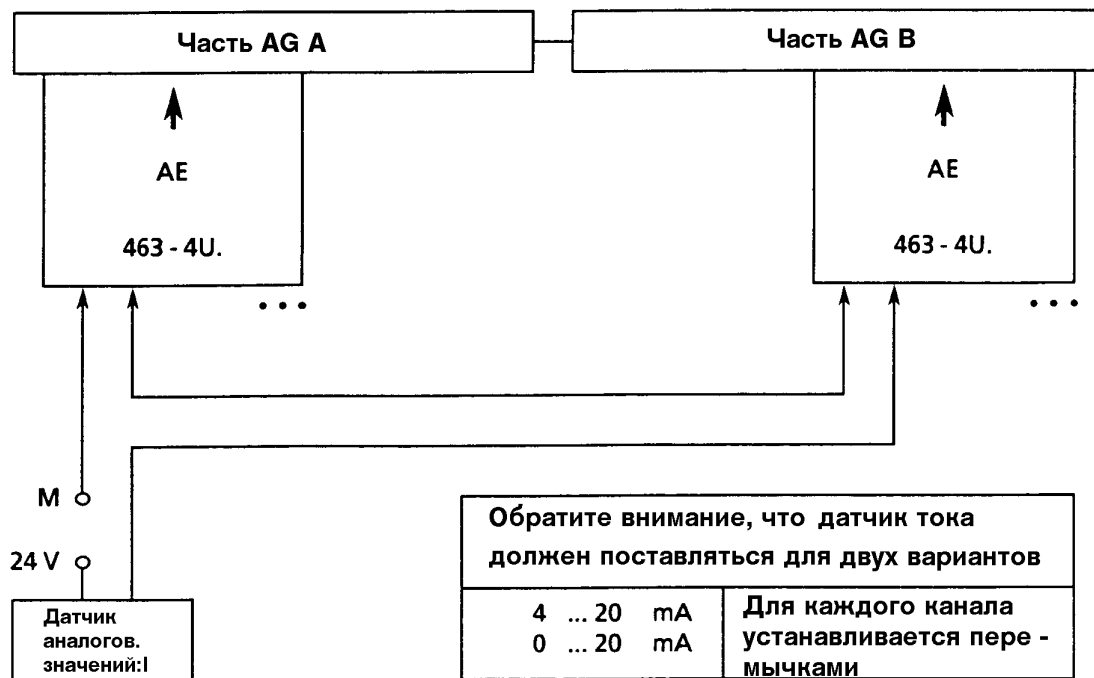 Часть AG A
Часть AG B
AE
AE
463 - 4U.
463 - 4U.
• • •
• • •
M
24 V
Датчик
аналогов.
значений:I
Обратите внимание, что датчик тока
должен поставляться для двух вариантов
4 ... 20 mA
0 ... 20 mA
Для каждого канала
устанавливается пере -
мычками